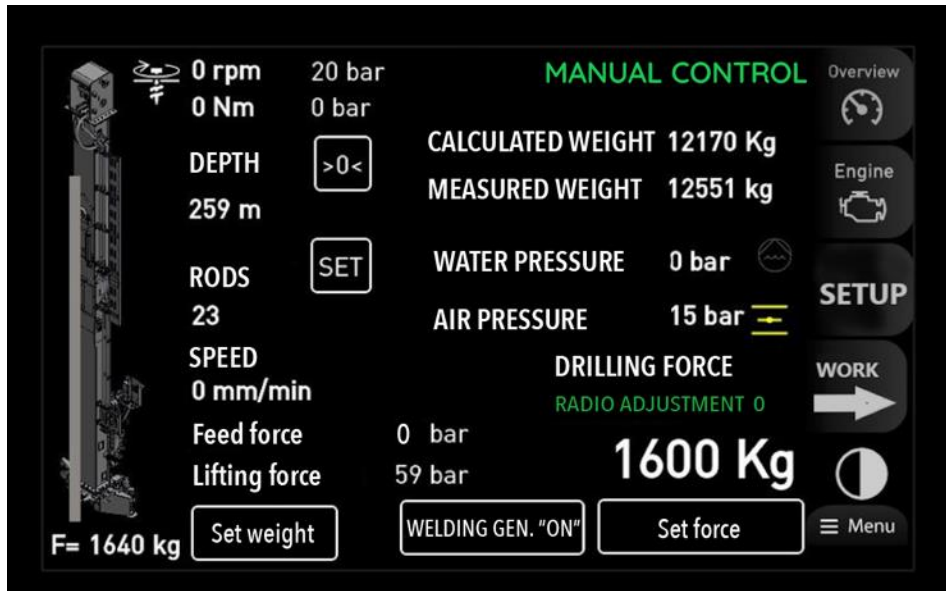 0 rpm 20 bar
0 Nm 0 bar
MANUAL CONTROL
Overview
DEPTH >0<
259 m
CALCULATED WEIGHT 12170 Kg
MEASURED WEIGHT 12551 kg
Engine
RODS SET
23
WATER PRESSURE 0 bar
AIR PRESSURE 15 bar
SETUP
SPEED
0 mm/min
DRILLING FORCE
RADIO ADJUSTMENT 0
1600 Kg
WORK
Feed force 0 bar
Lifting force 59 bar
F= 1640 kg
Set weight
WELDING GEN. "ON"
Set force
Menu